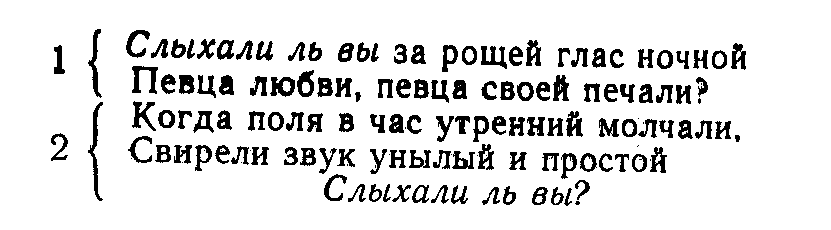 1 Слыхали ль вы за рощей глас ночной
Певца любви, певца своей печали?
Когда поля в час утренний молчали,
2 Свирели звук унылый и простой
Слыхали ль вы?